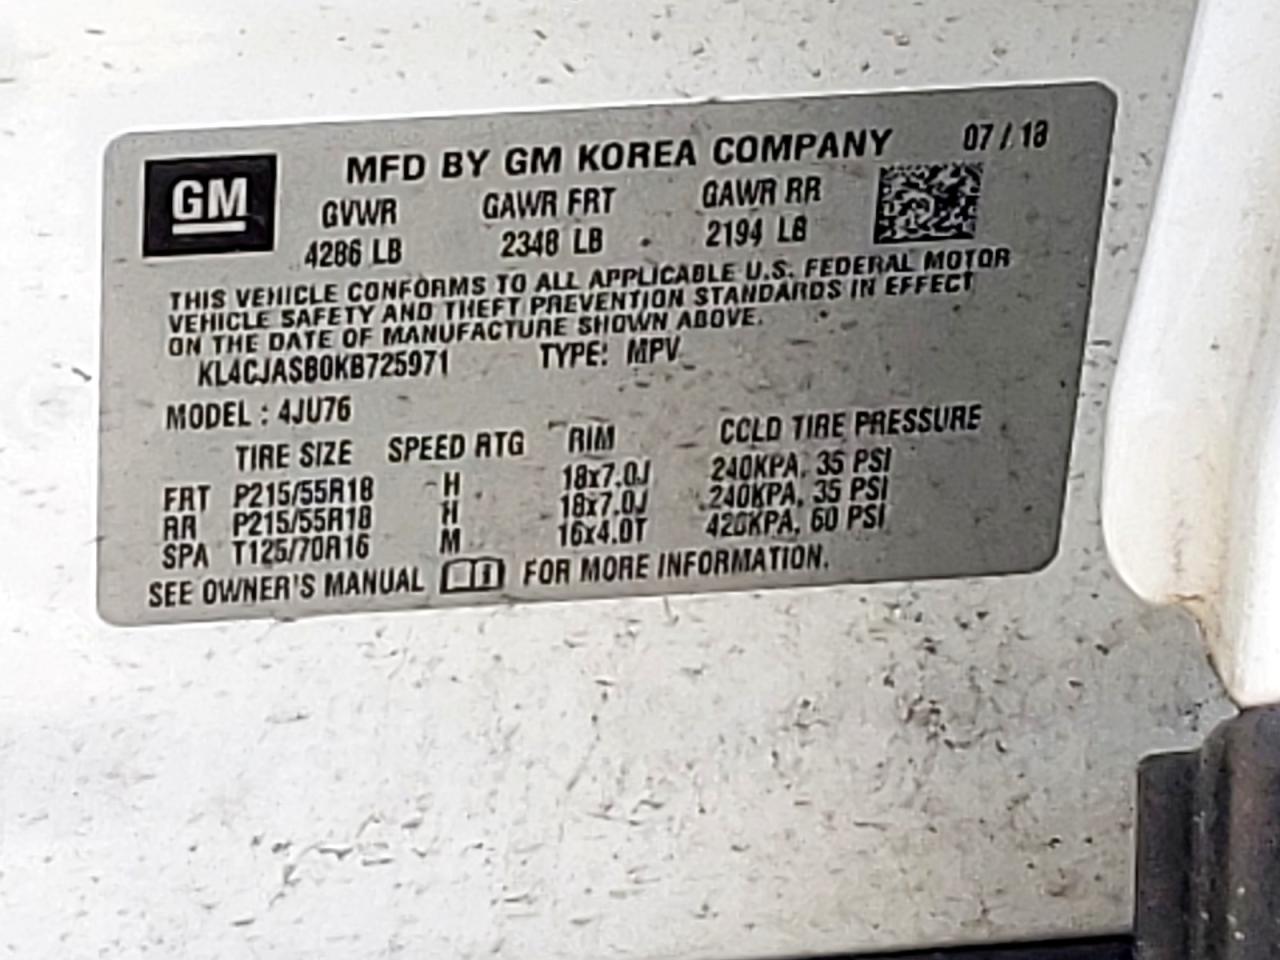 GM
MFD BY GM KOREA COMPANY 07 / 18
GVWR GAWR FRT GAWR RR
4286 LB 2348 LB 2194 LB
THIS VEHICLE CONFORMS TO ALL APPLICABLE U.S. FEDERAL MOTOR
VEHICLE SAFETY AND THEFT PREVENTION STANDARDS IN EFFECT
ON THE DATE OF MANUFACTURE SHOWN ABOVE.
KL4CJASB0KB725971 TYPE: MPV
MODEL : 4JU76
TIRE SIZE SPEED RTG RIM COLD TIRE PRESSURE
FRT P215/55R18 H 18x7.0J 240KPA, 35 PSI
RR P215/55R18 H 18x7.0J 240KPA, 35 PSI
SPA T125/70R16 M 16x4.0T 420KPA, 60 PSI
SEE OWNER'S MANUAL FOR MORE INFORMATION.